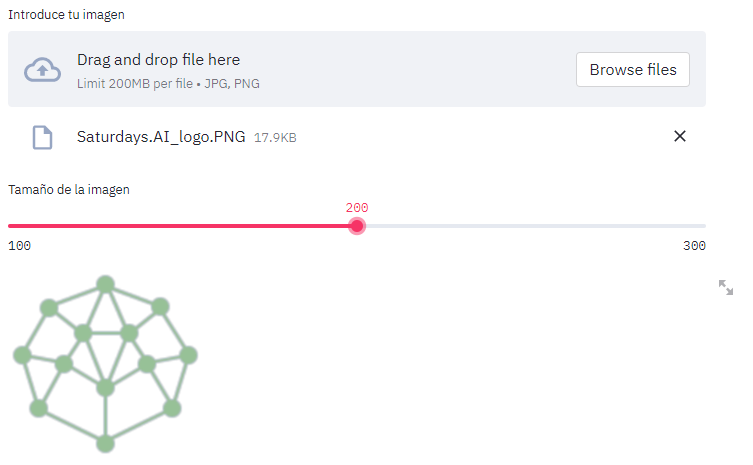 Introduce tu imagen
Drag and drop file here
Limit 200MB per file • JPG, PNG
Browse files
Saturdays.AI_logo.PNG 17.9KB
Tamaño de la imagen
200
100 300